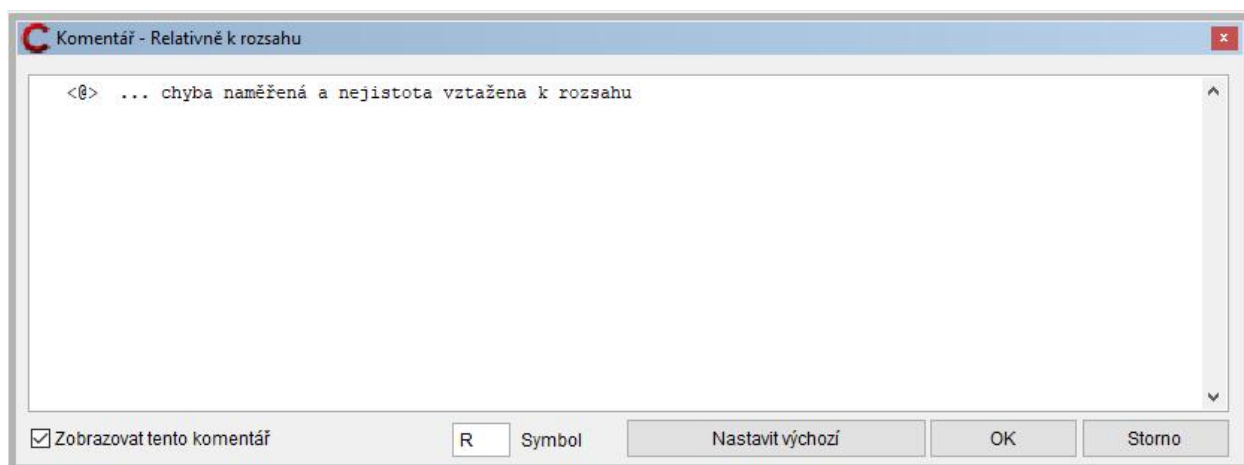 Komentář - Relativně k rozsahu
<@> ... chyba naměřená a nejistota vztažena k rozsahu
Zobrazovat tento komentář R Symbol Nastavit výchozí OK Storno